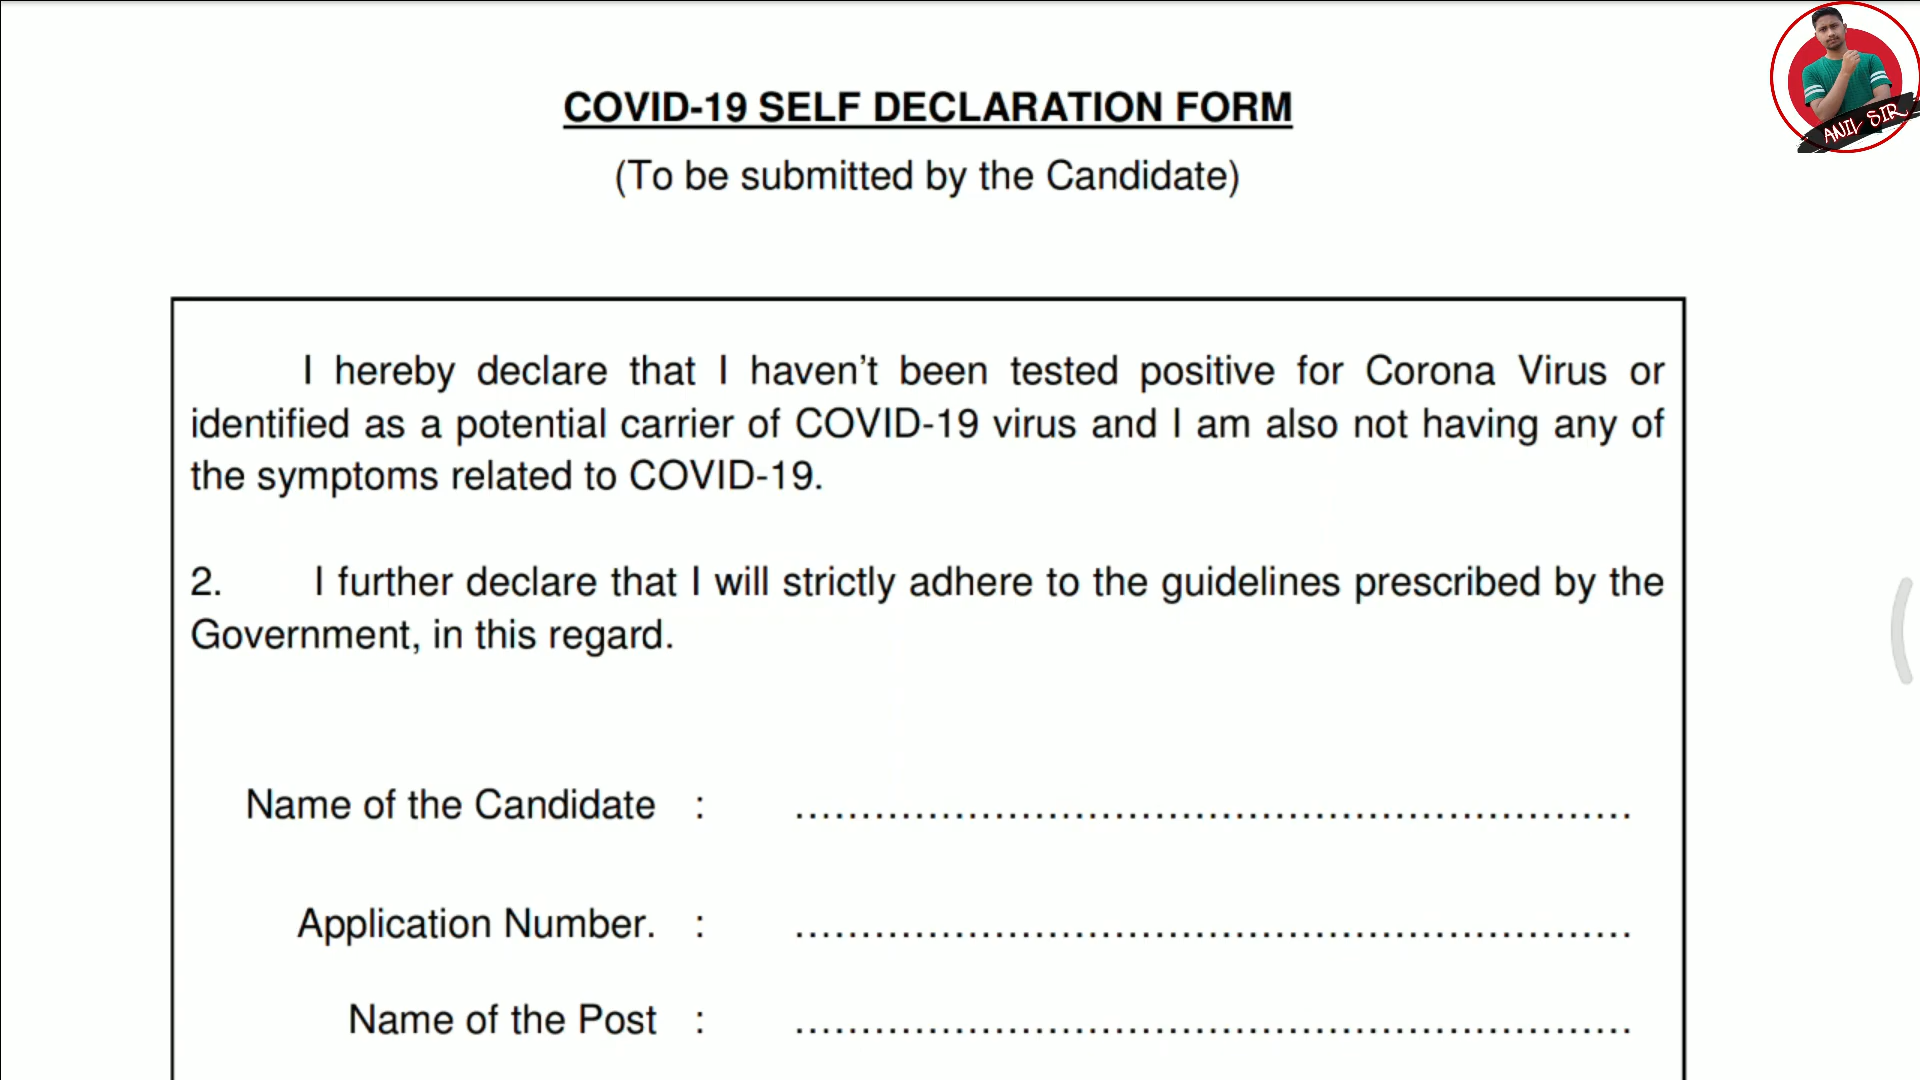 COVID-19 SELF DECLARATION FORM
(To be submitted by the Candidate)
ANIL SIR
I hereby declare that I haven’t been tested positive for Corona Virus or
identified as a potential carrier of COVID-19 virus and I am also not having any of
the symptoms related to COVID-19.
2. I further declare that I will strictly adhere to the guidelines prescribed by the
Government, in this regard.
Name of the Candidate : ...............................................................
Application Number. : ...............................................................
Name of the Post : ...............................................................